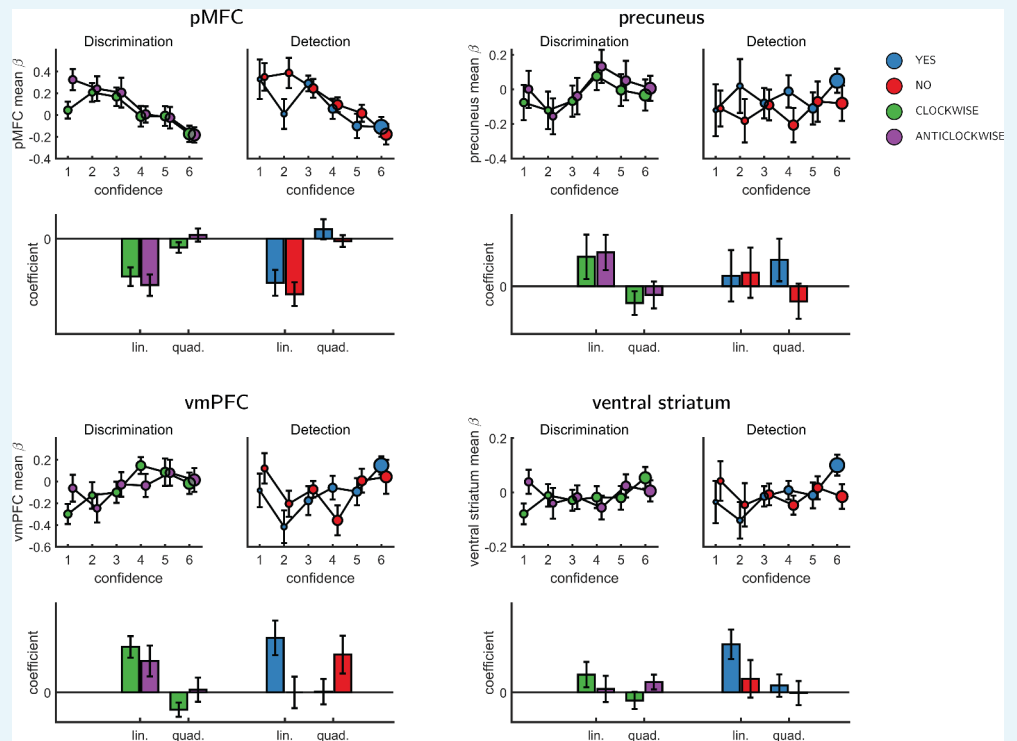 pMFC
Discrimination
Detection
pMFC mean β
0.4
0.2
0
-0.2
-0.4
1 2 3 4 5 6
1 2 3 4 5 6
confidence
confidence
coefficient
0
lin. quad.
lin. quad.
precuneus
Discrimination
Detection
precuneus mean β
0.2
0
-0.2
-0.4
1 2 3 4 5 6
1 2 3 4 5 6
confidence
confidence
coefficient
0
lin. quad.
lin. quad.
YES
NO
CLOCKWISE
ANTICLOCKWISE
vmPFC
Discrimination
Detection
vmPFC mean β
0.2
0
-0.2
-0.4
-0.6
1 2 3 4 5 6
1 2 3 4 5 6
confidence
confidence
coefficient
0
lin. quad.
lin. quad.
ventral striatum
Discrimination
Detection
ventral striatum mean β
0.2
0
-0.2
1 2 3 4 5 6
1 2 3 4 5 6
confidence
confidence
coefficient
0
lin. quad.
lin. quad.